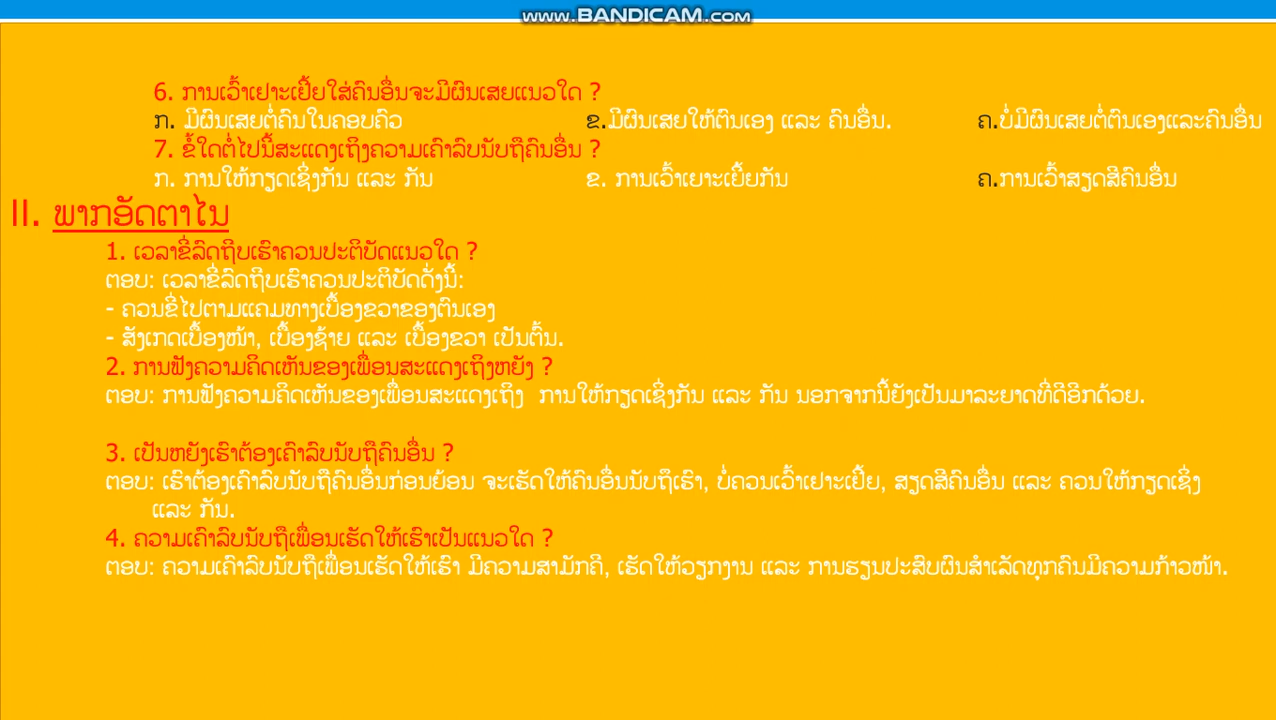 www.BANDICAM.com
6. ການເວົ້າເຢາະເຢີ້ຍໃສ່ຄົນອື່ນຈະມີຜົນເສຍແນວໃດ ?
ກ. ມີຜົນເສຍຕໍ່ຄົນໃນຄອບຄົວ ຂ.ມີຜົນເສຍໃຫ້ຕົນເອງ ແລະ ຄົນອື່ນ. ຄ.ບໍ່ມີຜົນເສຍຕໍ່ຕົນເອງແລະຄົນອື່ນ
7. ຂໍ້ໃດຕໍ່ໄປນີ້ສະແດງເຖິງຄວາມເຄົາລົບນັບຖືຄົນອື່ນ ?
ກ. ການໃຫ້ກຽດເຊິ່ງກັນ ແລະ ກັນ ຂ. ການເວົ້າເຍາະເຍີ້ຍກັນ ຄ.ການເວົ້າສຽດສີຄົນອື່ນ
II. ພາກອັດຕາໄນ
1. ເວລາຂີ່ລົດຖີບເຮົາຄວນປະຕິບັດແນວໃດ ?
ຕອບ: ເວລາຂີ່ລົດຖີບເຮົາຄວນປະຕິບັດດັ່ງນີ້:
- ຄວນຂີ່ໄປຕາມແຄມທາງເບື້ອງຂວາຂອງຕົນເອງ
- ສັງເກດເບື້ອງໜ້າ, ເບື້ອງຊ້າຍ ແລະ ເບື້ອງຂວາ ເປັນຕົ້ນ.
2. ການຟັງຄວາມຄິດເຫັນຂອງເພື່ອນສະແດງເຖິງຫຍັງ ?
ຕອບ: ການຟັງຄວາມຄິດເຫັນຂອງເພື່ອນສະແດງເຖິງ ການໃຫ້ກຽດເຊິ່ງກັນ ແລະ ກັນ ນອກຈາກນີ້ຍັງເປັນມາລະຍາດທີ່ດີອີກດ້ວຍ.
3. ເປັນຫຍັງເຮົາຕ້ອງເຄົາລົບນັບຖືຄົນອື່ນ ?
ຕອບ: ເຮົາຕ້ອງເຄົາລົບນັບຖືຄົນອື່ນກ່ອນຍ້ອນ ຈະເຮັດໃຫ້ຄົນອື່ນນັບຖືເຮົາ, ບໍ່ຄວນເວົ້າເຢາະເຢີ້ຍ, ສຽດສີຄົນອື່ນ ແລະ ຄວນໃຫ້ກຽດເຊິ່ງ
ແລະ ກັນ.
4. ຄວາມເຄົາລົບນັບຖືເພື່ອນເຮັດໃຫ້ເຮົາເປັນແນວໃດ ?
ຕອບ: ຄວາມເຄົາລົບນັບຖືເພື່ອນເຮັດໃຫ້ເຮົາ ມີຄວາມສາມັກຄີ, ເຮັດໃຫ້ວຽກງານ ແລະ ການຮຽນປະສົບຜົນສຳເລັດທຸກຄົນມີຄວາມກ້າວໜ້າ.